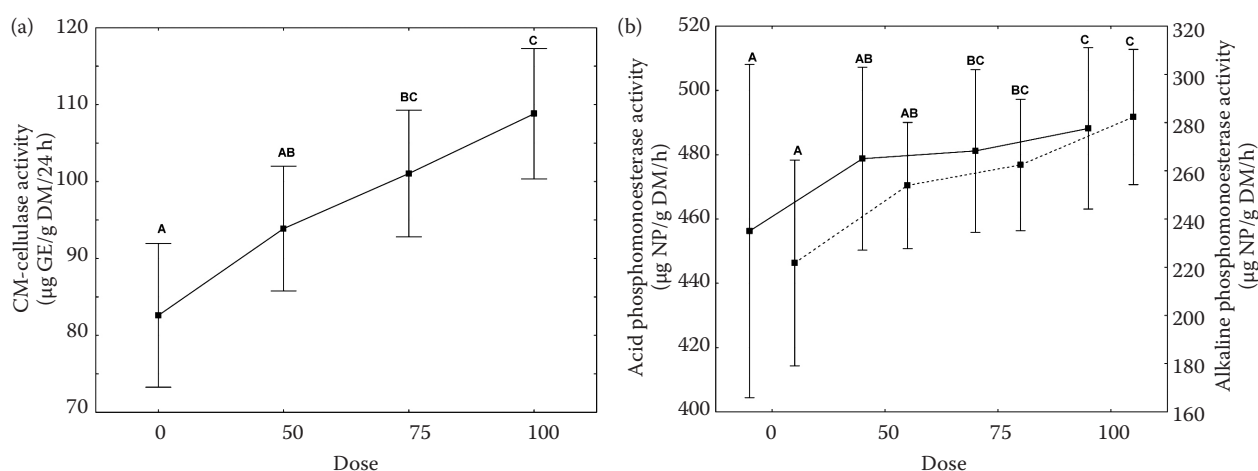 (a)
CM-cellulase activity
(µg GE/g DM/24 h)
120
110
100
90
80
70
A
AB
BC
C
0 50 75 100
Dose
(b)
Acid phosphomonoesterase activity
(µg NP/g DM/h)
520
500
480
460
440
420
400
A
A
AB
AB
BC
BC
C
C
320
300
280
260
240
220
200
180
160
Alkaline phosphomonoesterase activity
(µg NP/g DM/h)
0 50 75 100
Dose